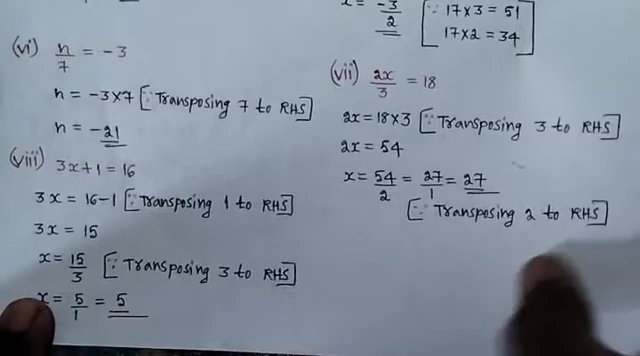 (vi) n/7 = -3
n = -3×7 [∵ Transposing 7 to RHS]
n = -21
(viii) 3x+1 = 16
3x = 16-1 [∵ Transposing 1 to RHS]
3x = 15
x = 15/3 [∵ Transposing 3 to RHS]
x = 5/1 = 5
x = -3/2 [∵ 17×3 = 51
17×2 = 34]
(vii) 2x/3 = 18
2x = 18×3 [∵ Transposing 3 to RHS]
2x = 54
x = 54/2 = 27/1 = 27
[∵ Transposing 2 to RHS]